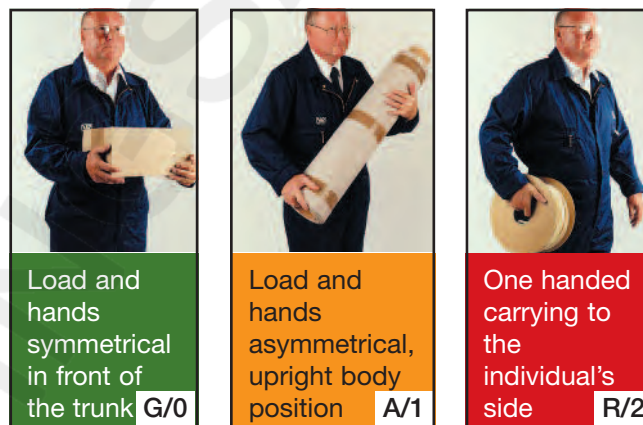 Load and
hands
symmetrical
in front of
the trunk G/0
Load and
hands
asymmetrical,
upright body
position A/1
One handed
carrying to
the
individual's
side R/2